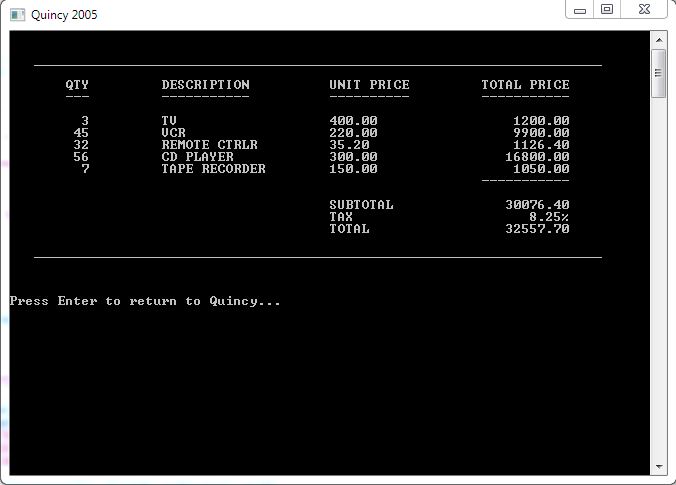 Quincy 2005
QTY DESCRIPTION UNIT PRICE TOTAL PRICE
--- ----------- ---------- -----------
3 TV 400.00 1200.00
45 VCR 220.00 9900.00
32 REMOTE CTRLR 35.20 1126.40
56 CD PLAYER 300.00 16800.00
7 TAPE RECORDER 150.00 1050.00
-----------
SUBTOTAL 30076.40
TAX 8.25%
TOTAL 32557.70
Press Enter to return to Quincy...